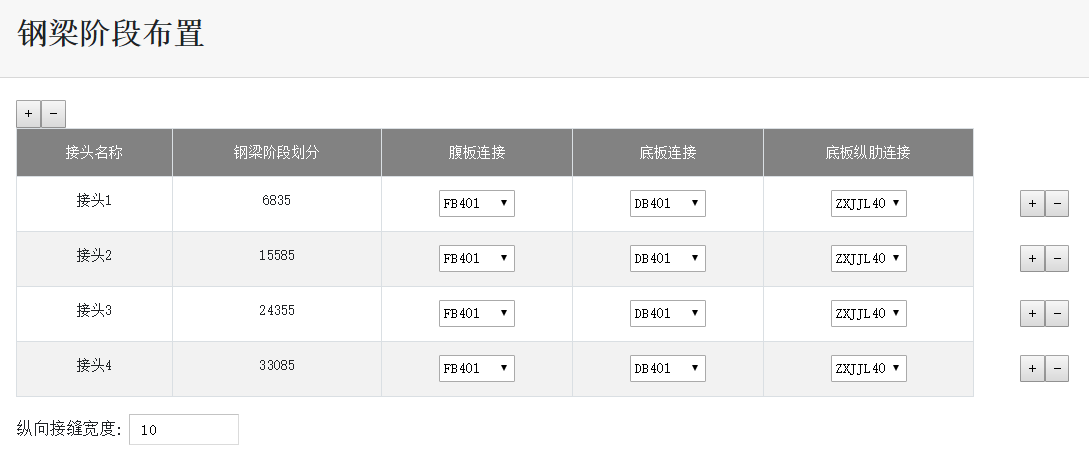 钢梁阶段布置
+ −
接头名称 钢梁阶段划分 腹板连接 底板连接 底板纵肋连接
接头1 6835 FB401 DB401 ZXJJL40 + −
接头2 15585 FB401 DB401 ZXJJL40 + −
接头3 24355 FB401 DB401 ZXJJL40 + −
接头4 33085 FB401 DB401 ZXJJL40 + −
纵向接缝宽度: 10